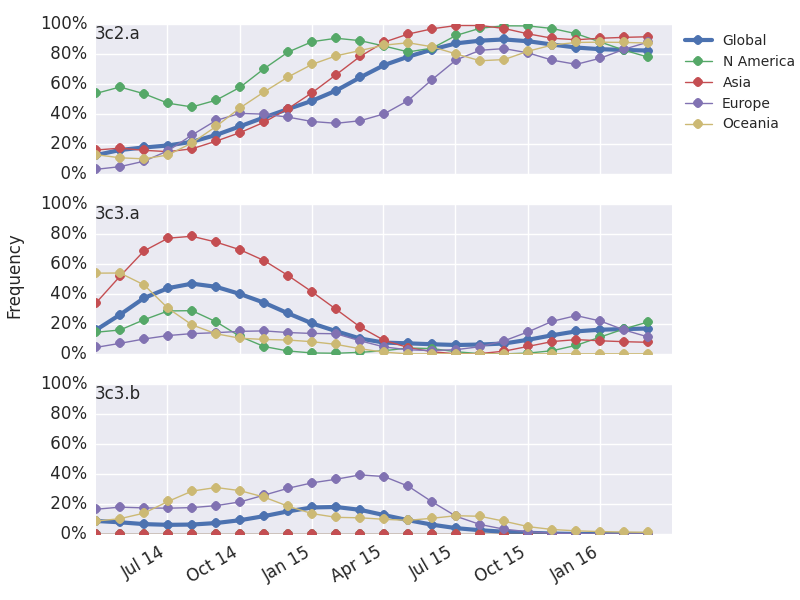 3c2.a
100%
80%
60%
40%
20%
0%
Global
N America
Asia
Europe
Oceania
3c3.a
100%
80%
60%
40%
20%
0%
Frequency
3c3.b
100%
80%
60%
40%
20%
0%
Jul 14
Oct 14
Jan 15
Apr 15
Jul 15
Oct 15
Jan 16